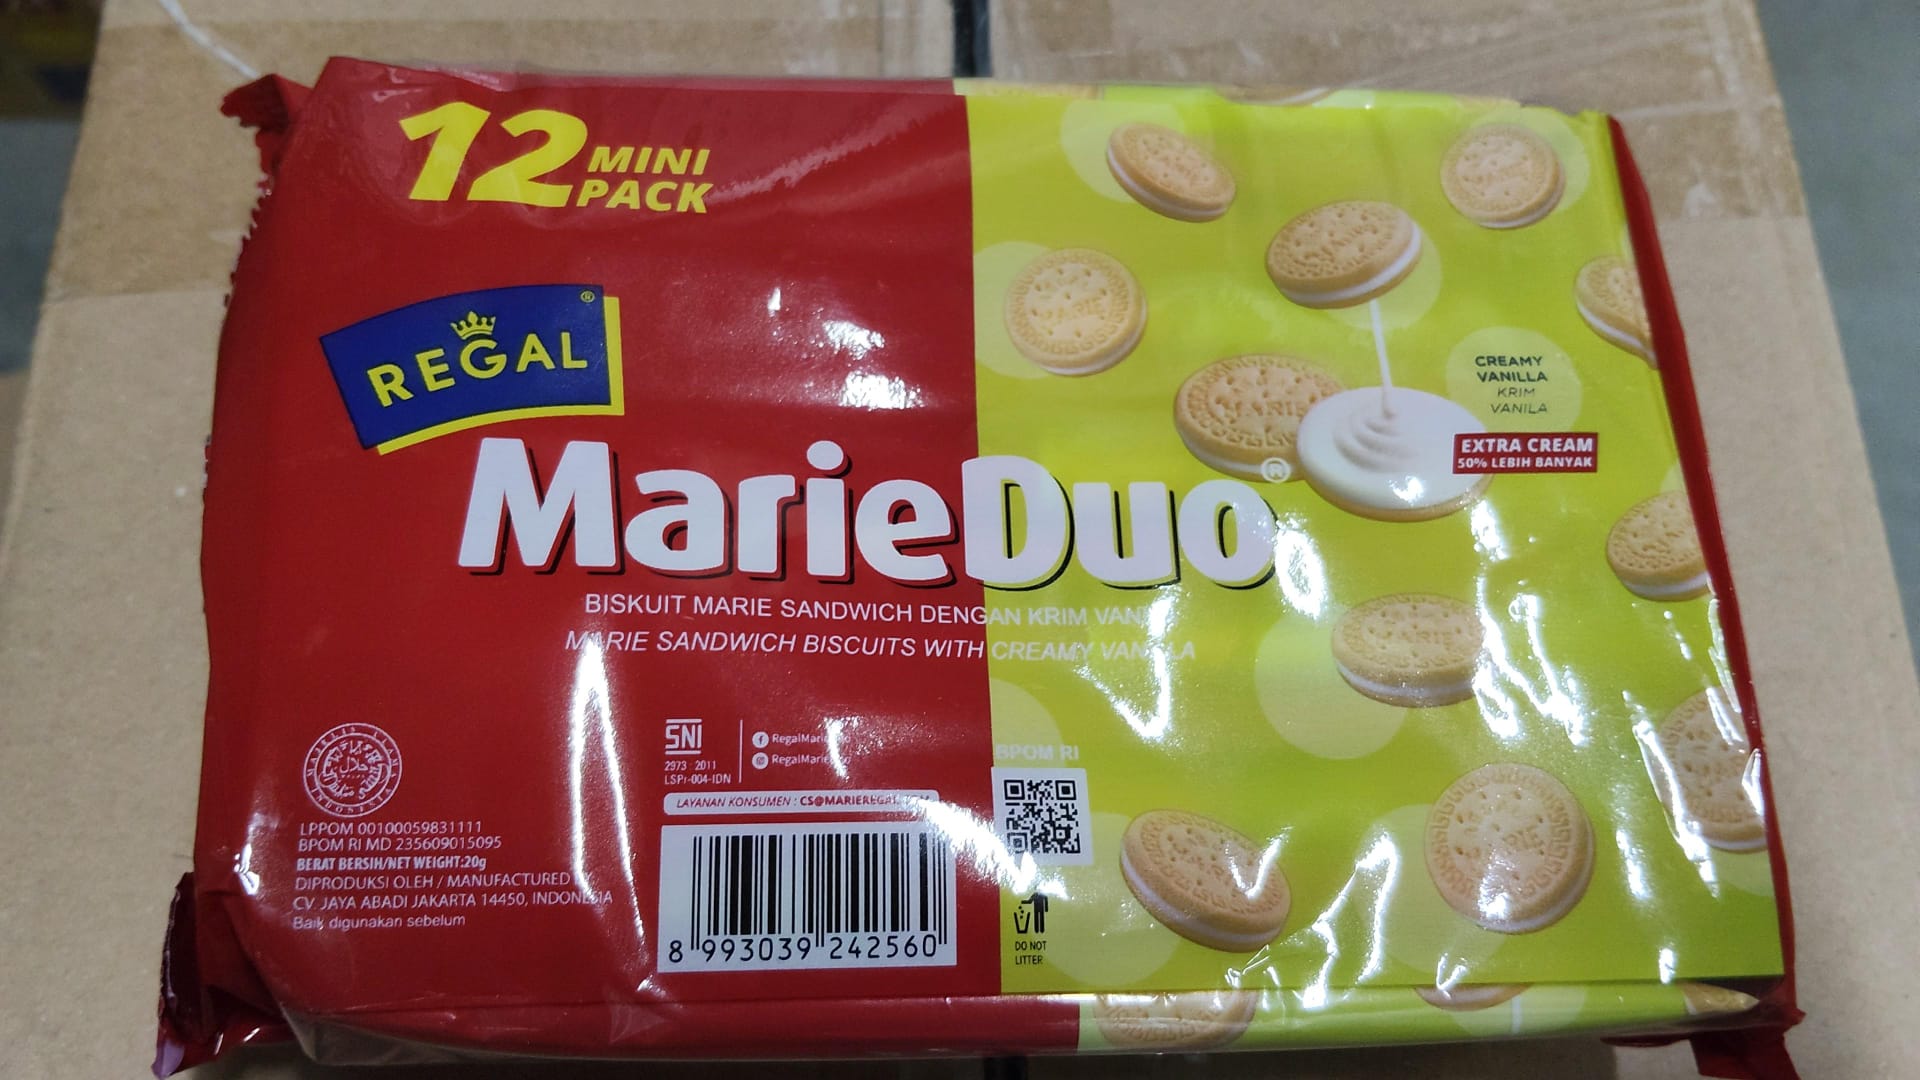 12 MINI
PACK
REGAL®
MarieDuo®
BISKUIT MARIE SANDWICH DENGAN KRIM
MARIE SANDWICH BISCUITS WITH CREAMY
CREAMY
VANILLA
KRIM
VANILA
EXTRA CREAM
50% LEBIH BANYAK
MARIE
MARIE
MARIE
SNI
2973 : 2011
LSPr-004-IDN
LAYANAN KONSUMEN :
BPOM RI
LPPOM 00100059831111
BPOM RI MD 235609015095
BERAT BERSIH/NET WEIGHT:20g
DIPRODUKSI OLEH / MANUFACTURED
CV. JAYA ABADI JAKARTA 14450, INDONESIA
Baik digunakan sebelum
8 993039 242560
DO NOT
LITTER